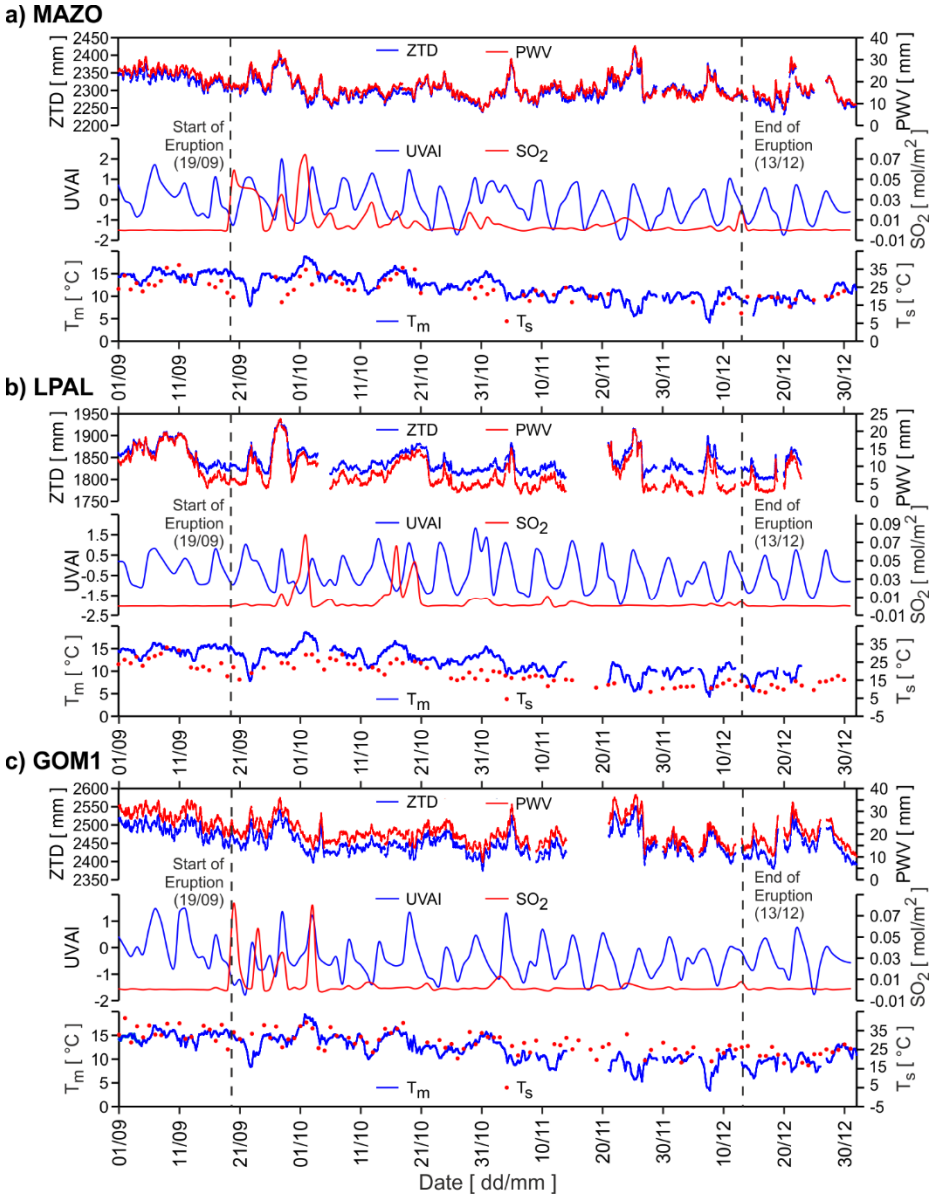 a) MAZO
ZTD [ mm]
2450
2400
2350
2300
2250
2200
ZTD
PWV
40
30
20
10
0
PWV [ mm]
Start of
Eruption
(19/09)
End of
Eruption
(13/12)
UVAI
2
1
0
-1
-2
UVAI
SO2
0.07
0.05
0.03
0.01
-0.01
SO2 [ mol/m2]
Tm [ °C]
15
10
5
0
Tm
Ts
35
25
15
5
0
Ts [ °C]
01/09
11/09
21/09
01/10
11/10
21/10
31/10
10/11
20/11
30/11
10/12
20/12
30/12
b) LPAL
ZTD [ mm]
1950
1900
1850
1800
1750
ZTD
PWV
25
20
15
10
5
0
PWV [ mm]
Start of
Eruption
(19/09)
End of
Eruption
(13/12)
UVAI
1.5
0.5
-0.5
-1.5
-2.5
UVAI
SO2
0.09
0.07
0.05
0.03
0.01
-0.01
SO2 [ mol/m2]
Tm [ °C]
15
10
5
0
Tm
Ts
35
25
15
5
-5
Ts [ °C]
01/09
11/09
21/09
01/10
11/10
21/10
31/10
10/11
20/11
30/11
10/12
20/12
30/12
c) GOM1
ZTD [ mm]
2600
2550
2500
2450
2400
2350
ZTD
PWV
40
30
20
10
0
PWV [ mm]
Start of
Eruption
(19/09)
End of
Eruption
(13/12)
UVAI
1
0
-1
-2
UVAI
SO2
0.07
0.05
0.03
0.01
-0.01
SO2 [ mol/m2]
Tm [ °C]
15
10
5
0
Tm
Ts
35
25
15
5
-5
Ts [ °C]
01/09
11/09
21/09
01/10
11/10
21/10
31/10
10/11
20/11
30/11
10/12
20/12
30/12
Date [ dd/mm]